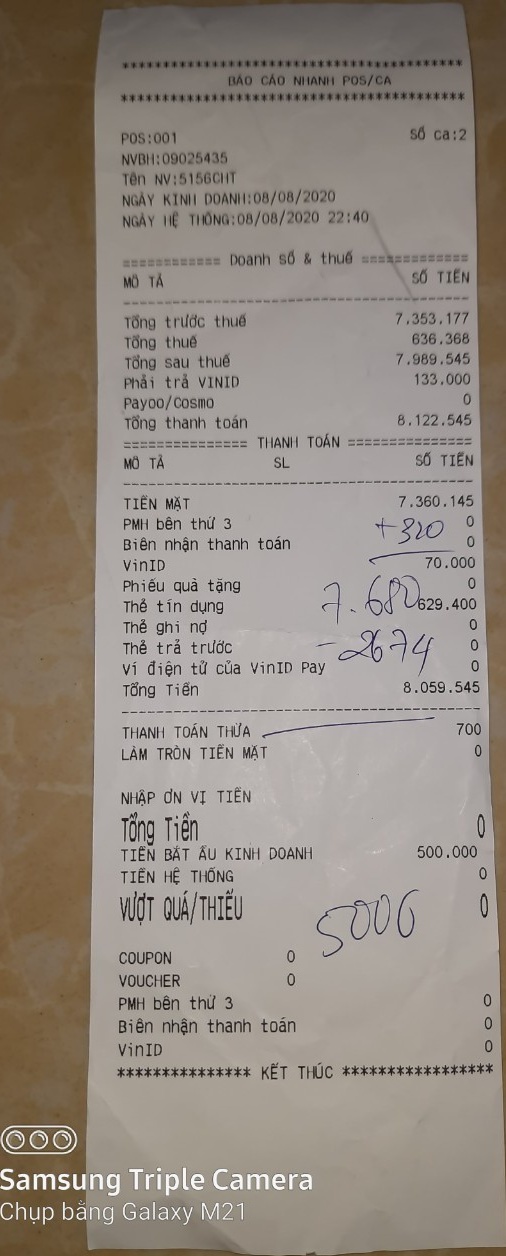 ******************************************
BÁO CÁO NHANH POS/CA
******************************************
POS:001 Số ca:2
NVBH:09025435
Tên NV:5156CHT
NGÀY KINH DOANH:08/08/2020
NGÀY HỆ THỐNG:08/08/2020 22:40
============ Doanh số & thuế =============
MÔ TẢ SỐ TIỀN
------------------------------------------
Tổng trước thuế 7.353.177
Tổng thuế 636.368
Tổng sau thuế 7.989.545
Phải trả VINID 133.000
Payoo/Cosmo 0
Tổng thanh toán 8.122.545
=============== THANH TOÁN ===============
MÔ TẢ SL SỐ TIỀN
------------------------------------------
TIỀN MẶT 7.360.145
PMH bên thứ 3 0
+320
Biên nhận thanh toán 0
VinID 70.000
Phiếu quà tặng 0
7.680
Thẻ tín dụng 629.400
Thẻ ghi nợ 0
Thẻ trả trước 0
-2674
Ví điện tử của VinID Pay 0
Tổng Tiền 8.059.545
------------------------------------------
THANH TOÁN THỪA 700
LÀM TRÒN TIỀN MẶT 0
NHẬP ƠN VỊ TIỀN
Tổng Tiền 0
TIỀN BẮT ẦU KINH DOANH 500.000
TIỀN HỆ THỐNG 0
VƯỢT QUÁ/THIẾU 0
5006
COUPON 0
VOUCHER 0
PMH bên thứ 3 0
Biên nhận thanh toán 0
VinID 0
*************** KẾT THÚC *****************
Samsung Triple Camera
Chụp bằng Galaxy M21